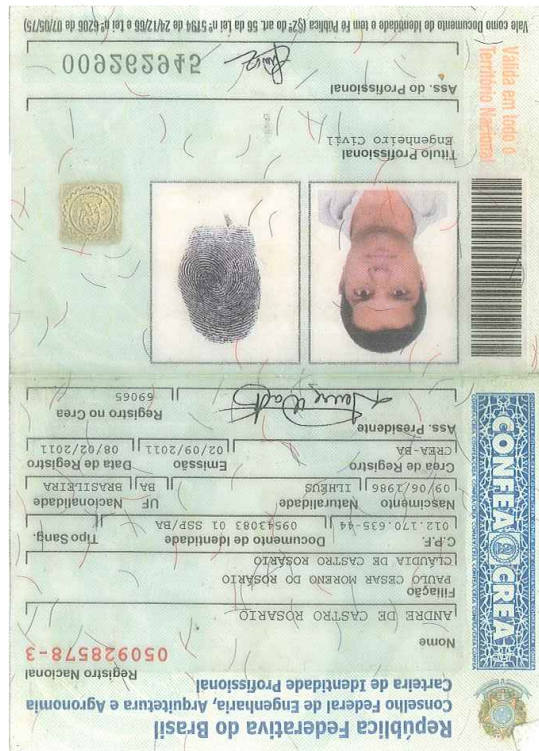 República Federativa do Brasil
Conselho Federal de Engenharia, Arquitetura e Agronomia
Carteira de Identidade Profissional
Registro Nacional
050928578-3
Nome
ANDRE DE CASTRO ROSARIO
Filiação
PAULO CESAR MORENO DO ROSÁRIO
CLAUDIA DE CASTRO ROSÁRIO
C.P.F. Documento de Identidade Tipo Sang.
012.170.635-44 09543083 01 SSP/BA
Nascimento Naturalidade UF Nacionalidade
09/06/1986 ILHÉUS BA BRASILEIRA
Crea de Registro Emissão Data de Registro
CREA-BA 02/09/2011 08/02/2011
Ass. Presidente Registro no Crea
69065
CONFEA CREA
Título Profissional
Engenheiro Civil
Ass. do Profissional
Válida em todo o
Território Nacional
Vale como Documento de Identidade e tem Fé Pública (§2º do art. 56 da Lei nº 5194 de 24/12/66 e Lei nº 6206 de 07/05/75)